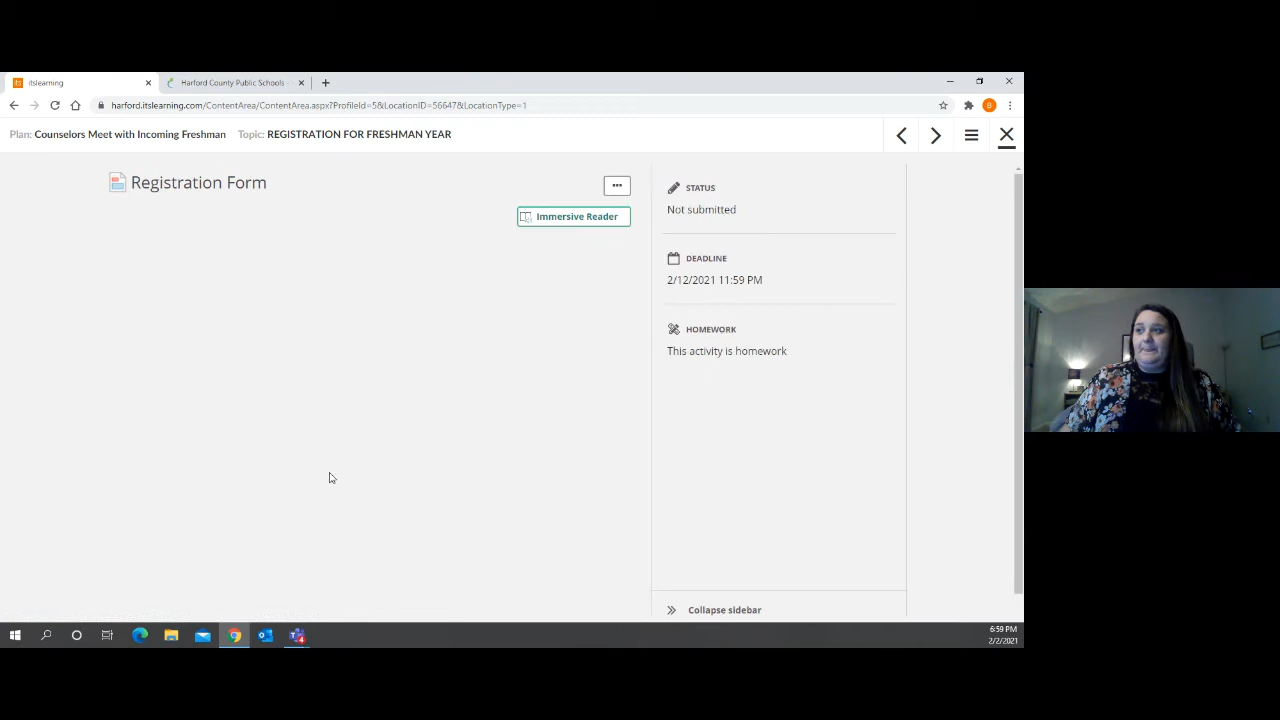 itslearning
Harford County Public Schools
harford.itslearning.com/ContentArea/ContentArea.aspx?ProfileId=5&LocationID=56647&LocationType=1
B
Plan: Counselors Meet with Incoming Freshman Topic: REGISTRATION FOR FRESHMAN YEAR
Registration Form
Immersive Reader
STATUS
Not submitted
DEADLINE
2/12/2021 11:59 PM
HOMEWORK
This activity is homework
Collapse sidebar
6:59 PM
2/2/2021